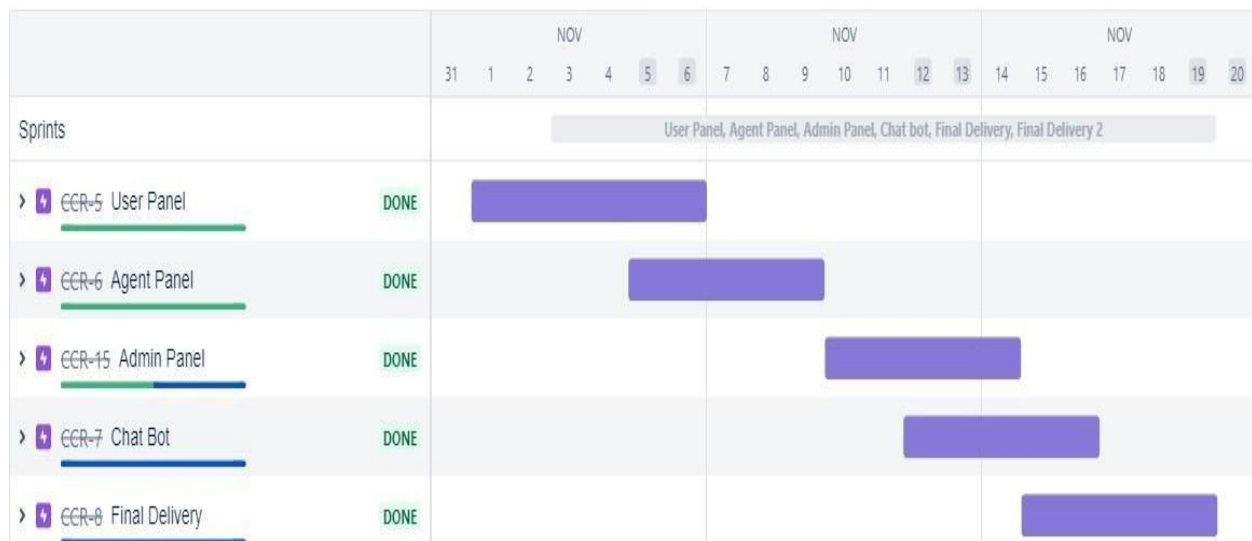 NOV NOV NOV
31 1 2 3 4 5 6 7 8 9 10 11 12 13 14 15 16 17 18 19 20
Sprints User Panel, Agent Panel, Admin Panel, Chat bot, Final Delivery, Final Delivery 2
CCR-5 User Panel DONE
CCR-6 Agent Panel DONE
CCR-15 Admin Panel DONE
CCR-7 Chat Bot DONE
CCR-8 Final Delivery DONE